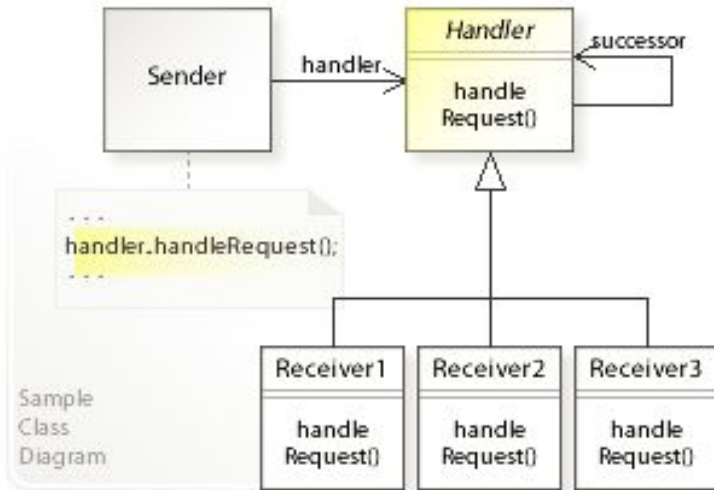 Sender
handler
Handler
handle
Request()
successor
. . .
handler.handleRequest();
. . .
Receiver1
handle
Request()
Receiver2
handle
Request()
Receiver3
handle
Request()
Sample
Class
Diagram